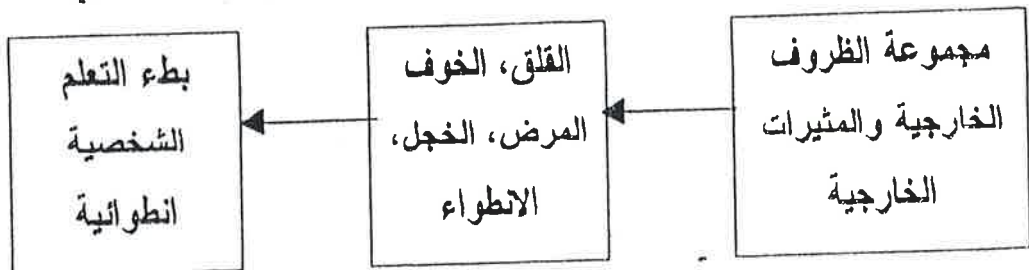 مجموعة الظروف
الخارجية والمثيرات
الخارجية
القلق، الخوف
المرض، الخجل،
الانطواء
بطء التعلم
الشخصية
انطوائية